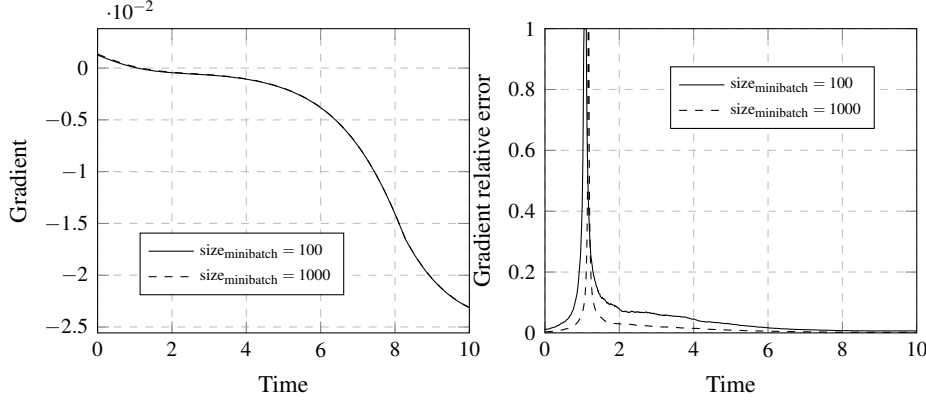 ·10⁻²
0
−0.5
−1
−1.5
−2
−2.5
0 2 4 6 8 10
Time
Gradient
size_minibatch = 100
size_minibatch = 1000
1
0.8
0.6
0.4
0.2
0
0 2 4 6 8 10
Time
Gradient relative error
size_minibatch = 100
size_minibatch = 1000